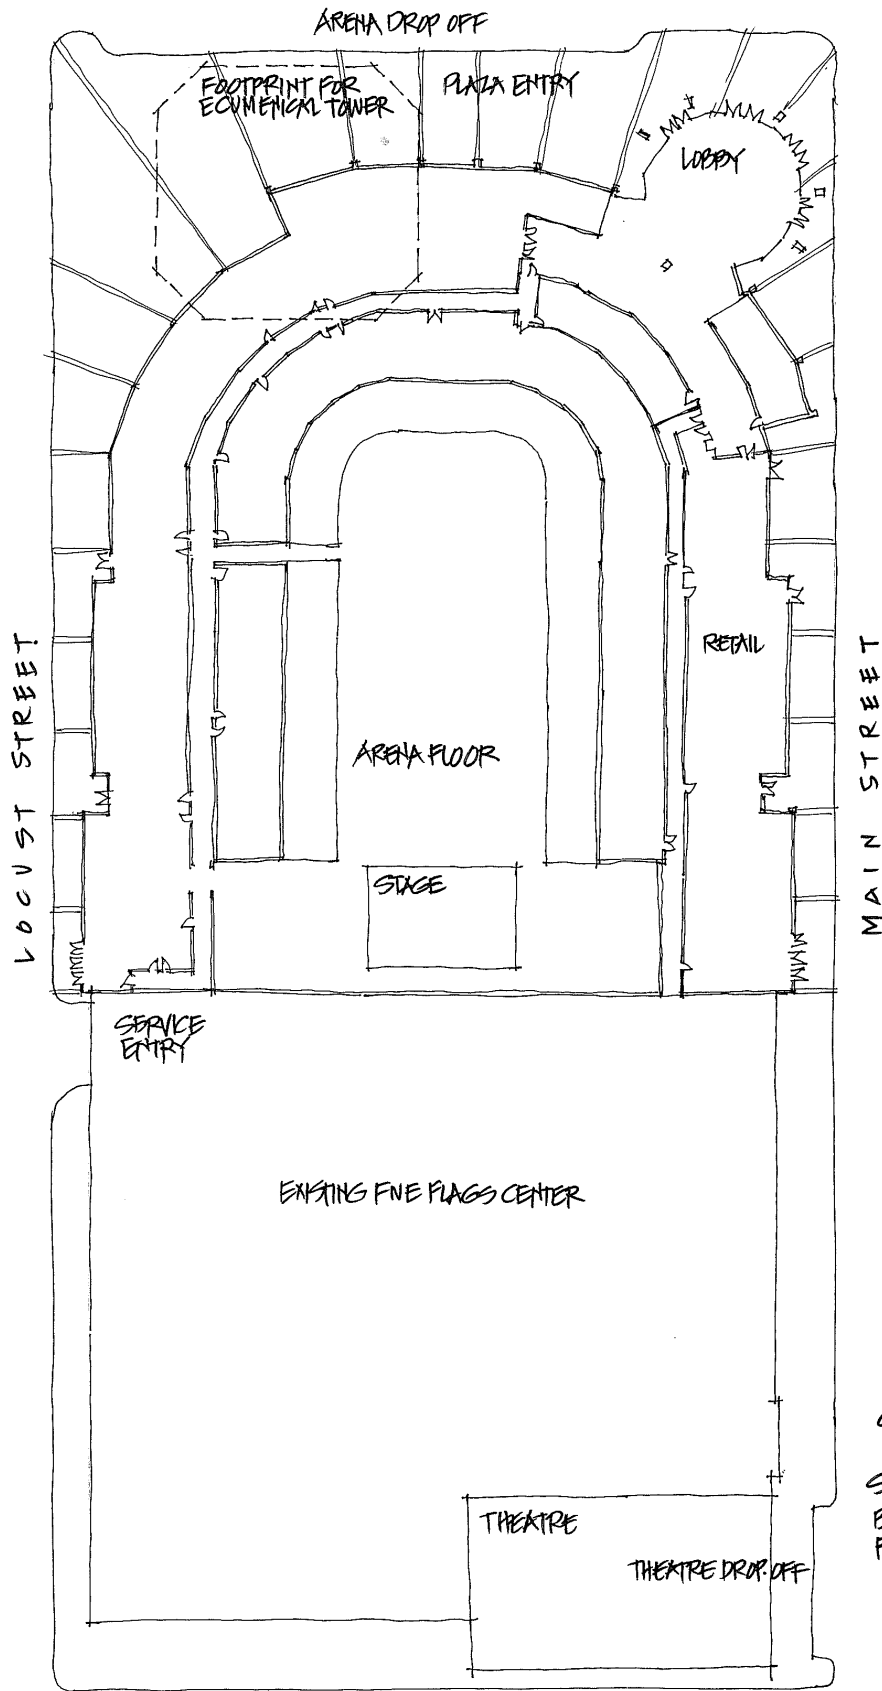 ARENA DROP OFF
FOOTPRINT FOR
ECUMENICAL TOWER
PLAZA ENTRY
LOBBY
LOCUST STREET
RETAIL
MAIN STREET
ARENA FLOOR
STAGE
SERVICE
ENTRY
EXISTING FIVE FLAGS CENTER
THEATRE
THEATRE DROP-OFF